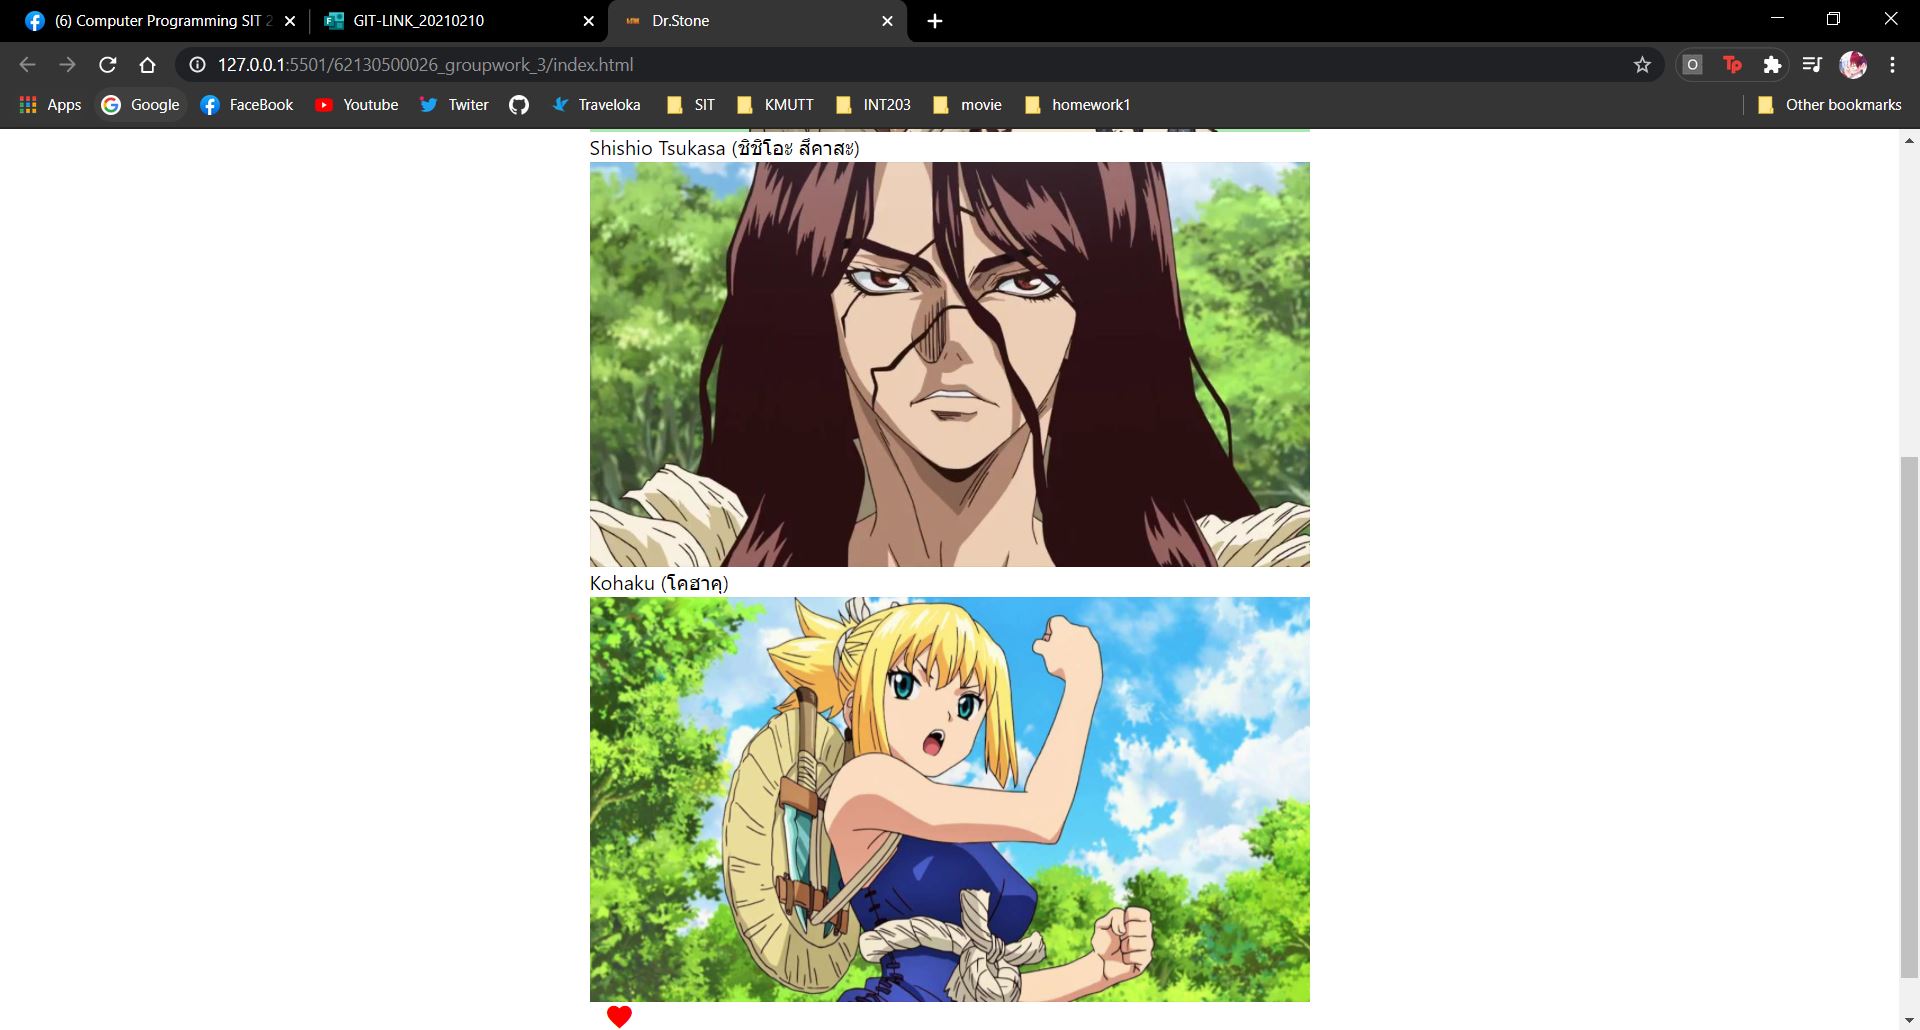 (6) Computer Programming SIT 2
GIT-LINK_20210210
Dr.Stone
127.0.0.1:5501/62130500026_groupwork_3/index.html
O
Tp
Apps
Google
FaceBook
Youtube
Twiter
Traveloka
SIT
KMUTT
INT203
movie
homework1
Other bookmarks
Shishio Tsukasa (ชิชิโอะ สึคาสะ)
Kohaku (โคฮาคุ)